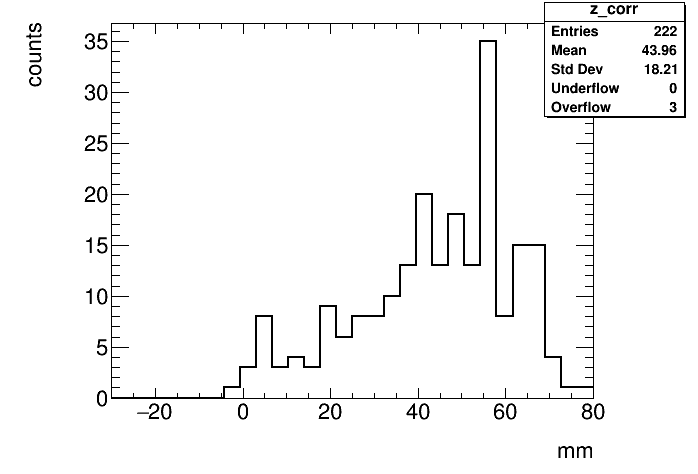 z_corr
Entries 222
Mean 43.96
Std Dev 18.21
Underflow 0
Overflow 3
counts
35
30
25
20
15
10
5
0
−20 0 20 40 60 80
mm